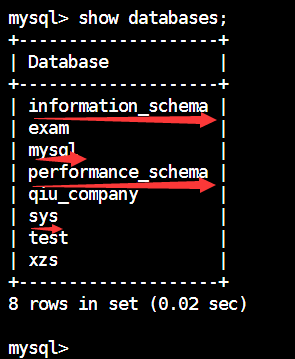 mysql> show databases;
+--------------------+
| Database |
+--------------------+
| information_schema |
| exam |
| mysql |
| performance_schema |
| qiu_company |
| sys |
| test |
| xzs |
+--------------------+
8 rows in set (0.02 sec)
mysql>